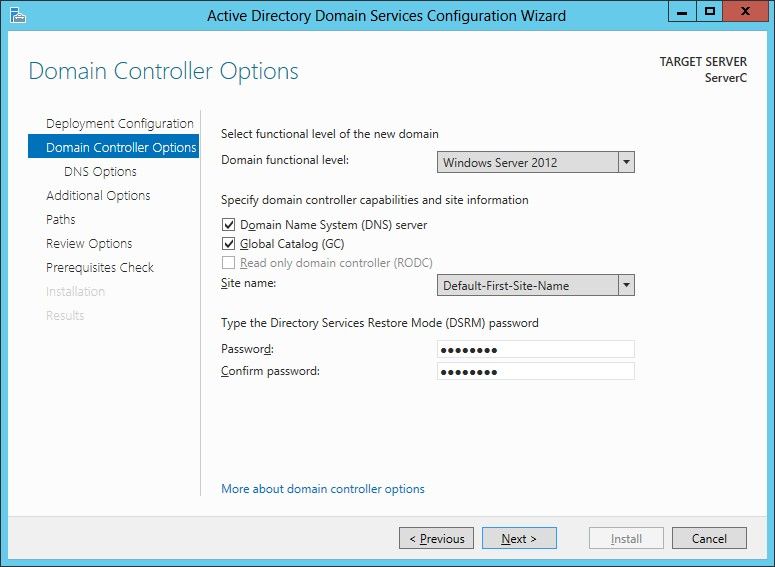 Active Directory Domain Services Configuration Wizard
X
Domain Controller Options
TARGET SERVER
ServerC
Deployment Configuration
Domain Controller Options
DNS Options
Additional Options
Paths
Review Options
Prerequisites Check
Installation
Results
Select functional level of the new domain
Domain functional level: Windows Server 2012
Specify domain controller capabilities and site information
Domain Name System (DNS) server
Global Catalog (GC)
Read only domain controller (RODC)
Site name: Default-First-Site-Name
Type the Directory Services Restore Mode (DSRM) password
Password: ●●●●●●●●
Confirm password: ●●●●●●●●
More about domain controller options
< Previous Next > Install Cancel